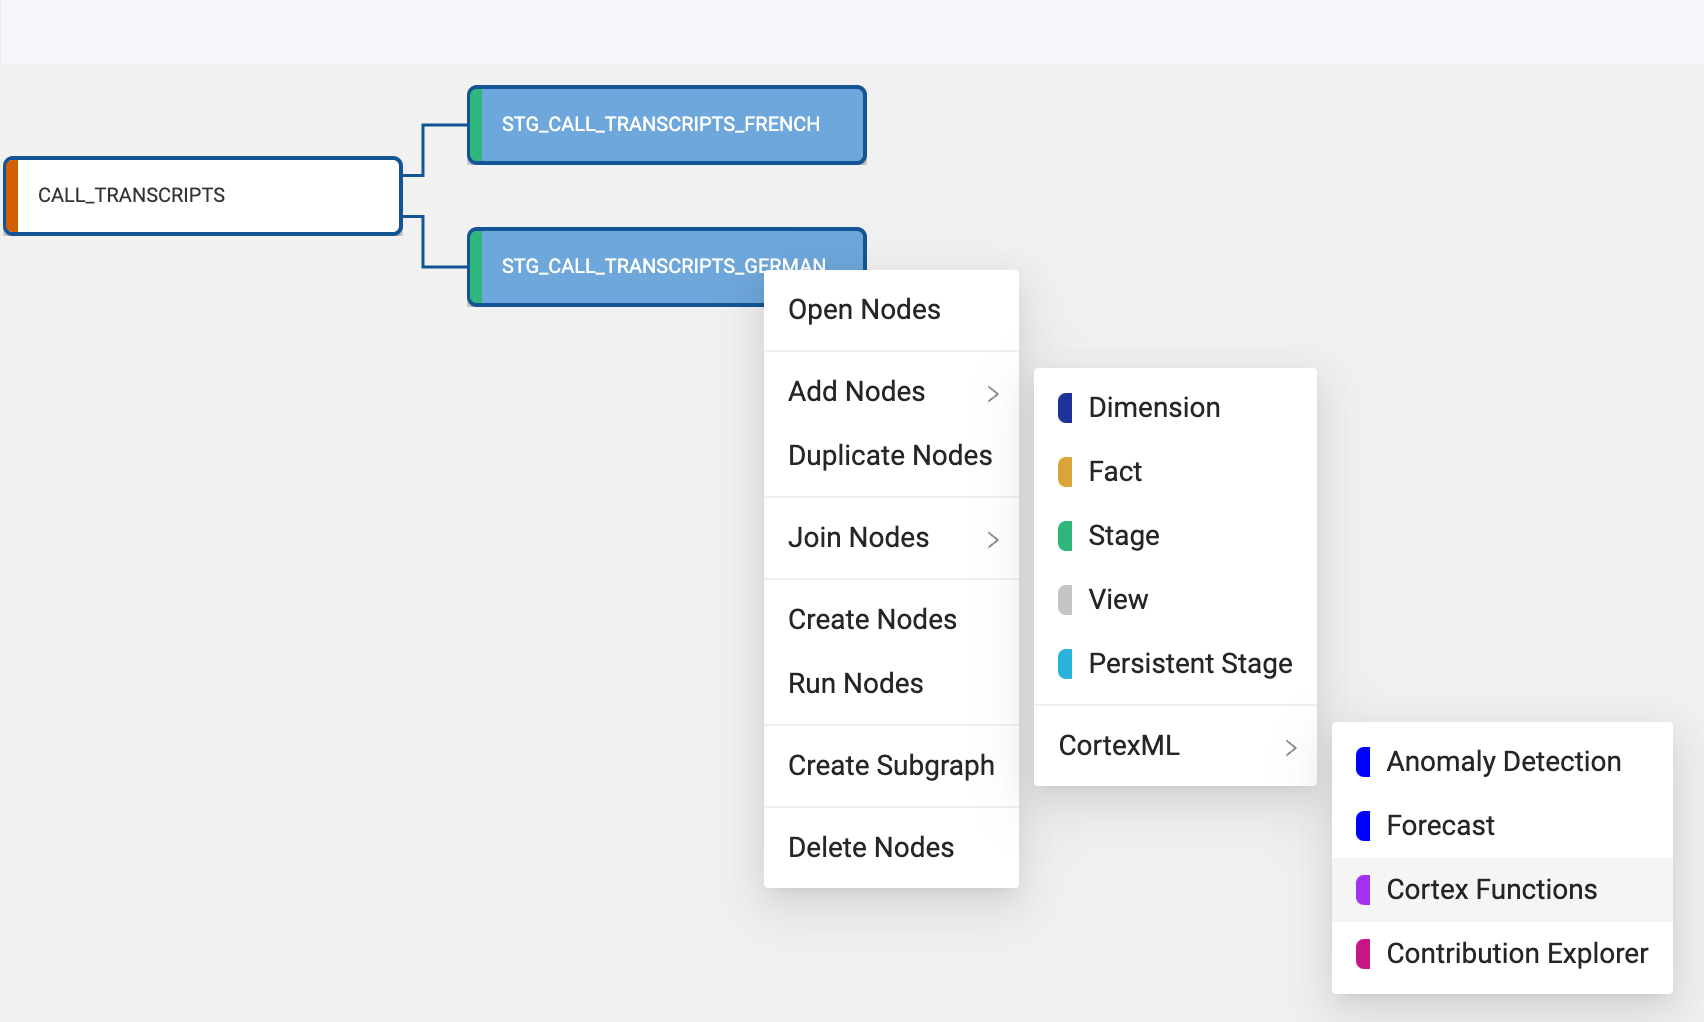 STG_CALL_TRANSCRIPTS_FRENCH
CALL_TRANSCRIPTS
STG_CALL_TRANSCRIPTS_GERMAN
Open Nodes
Add Nodes
Duplicate Nodes
Join Nodes
Create Nodes
Run Nodes
Create Subgraph
Delete Nodes
Dimension
Fact
Stage
View
Persistent Stage
CortexML
Anomaly Detection
Forecast
Cortex Functions
Contribution Explorer